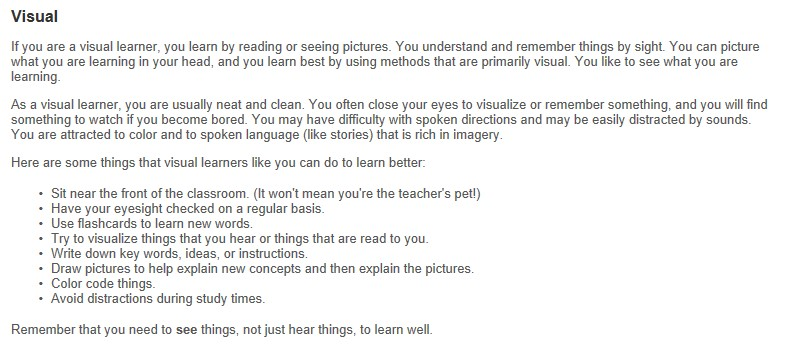 Visual
If you are a visual learner, you learn by reading or seeing pictures. You understand and remember things by sight. You can picture
what you are learning in your head, and you learn best by using methods that are primarily visual. You like to see what you are
learning.
As a visual learner, you are usually neat and clean. You often close your eyes to visualize or remember something, and you will find
something to watch if you become bored. You may have difficulty with spoken directions and may be easily distracted by sounds.
You are attracted to color and to spoken language (like stories) that is rich in imagery.
Here are some things that visual learners like you can do to learn better:
• Sit near the front of the classroom. (It won't mean you're the teacher's pet!)
• Have your eyesight checked on a regular basis.
• Use flashcards to learn new words.
• Try to visualize things that you hear or things that are read to you.
• Write down key words, ideas, or instructions.
• Draw pictures to help explain new concepts and then explain the pictures.
• Color code things.
• Avoid distractions during study times.
Remember that you need to see things, not just hear things, to learn well.